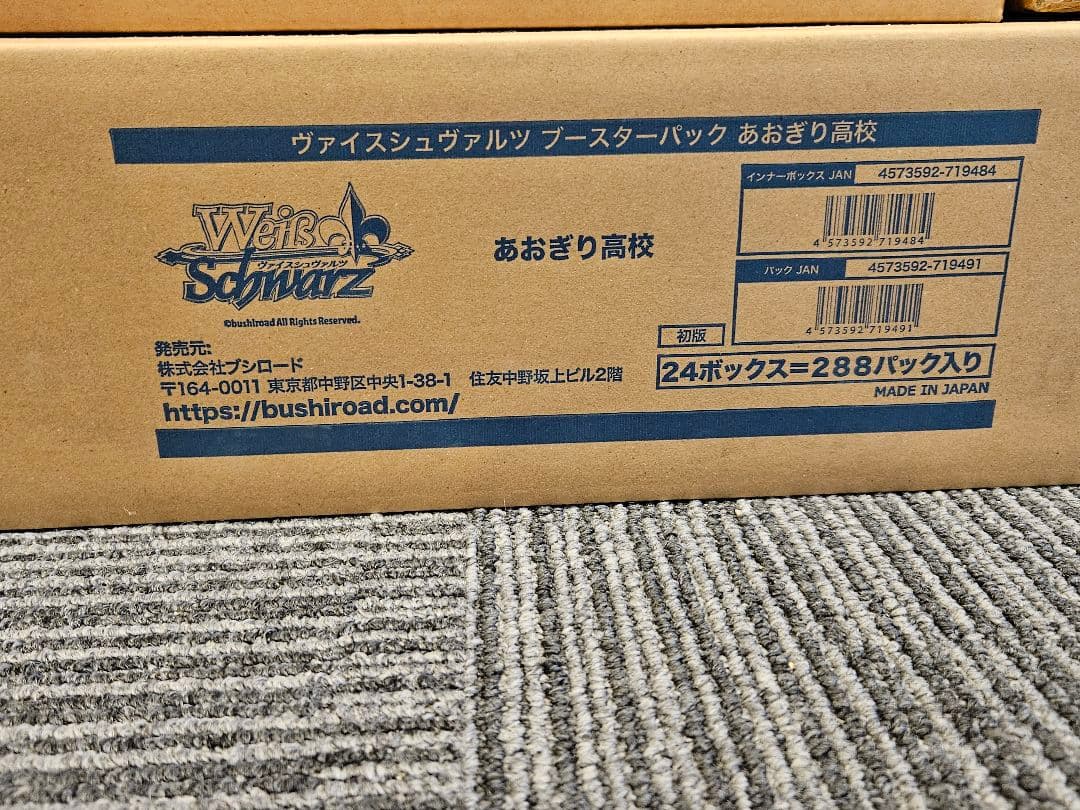 ヴァイスシュヴァルツ ブースターパック あおぎり高校
インナーボックス JAN 4573592-719484
4 573592 719484
Weiß Schwarz
ヴァイスシュヴァルツ
©bushiroad All Rights Reserved.
あおぎり高校
パック JAN 4573592-719491
4 573592 719491
初版
24ボックス=288パック入り
MADE IN JAPAN
発売元:
株式会社ブシロード
〒164-0011 東京都中野区中央1-38-1 住友中野坂上ビル2階
https://bushiroad.com/